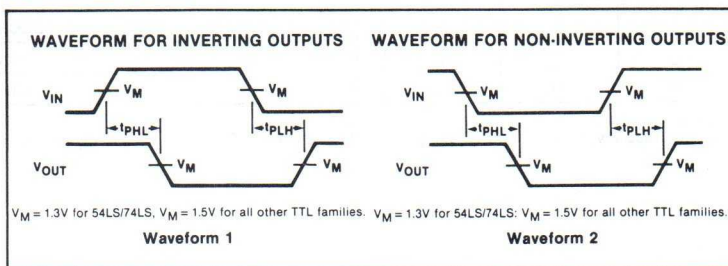 WAVEFORM FOR INVERTING OUTPUTS
VIN
VM
VM
tPHL
tPLH
VOUT
VM
VM
VM = 1.3V for 54LS/74LS, VM = 1.5V for all other TTL families.
Waveform 1
WAVEFORM FOR NON-INVERTING OUTPUTS
VIN
VM
VM
tPHL
tPLH
VOUT
VM
VM
VM = 1.3V for 54LS/74LS: VM = 1.5V for all other TTL families.
Waveform 2